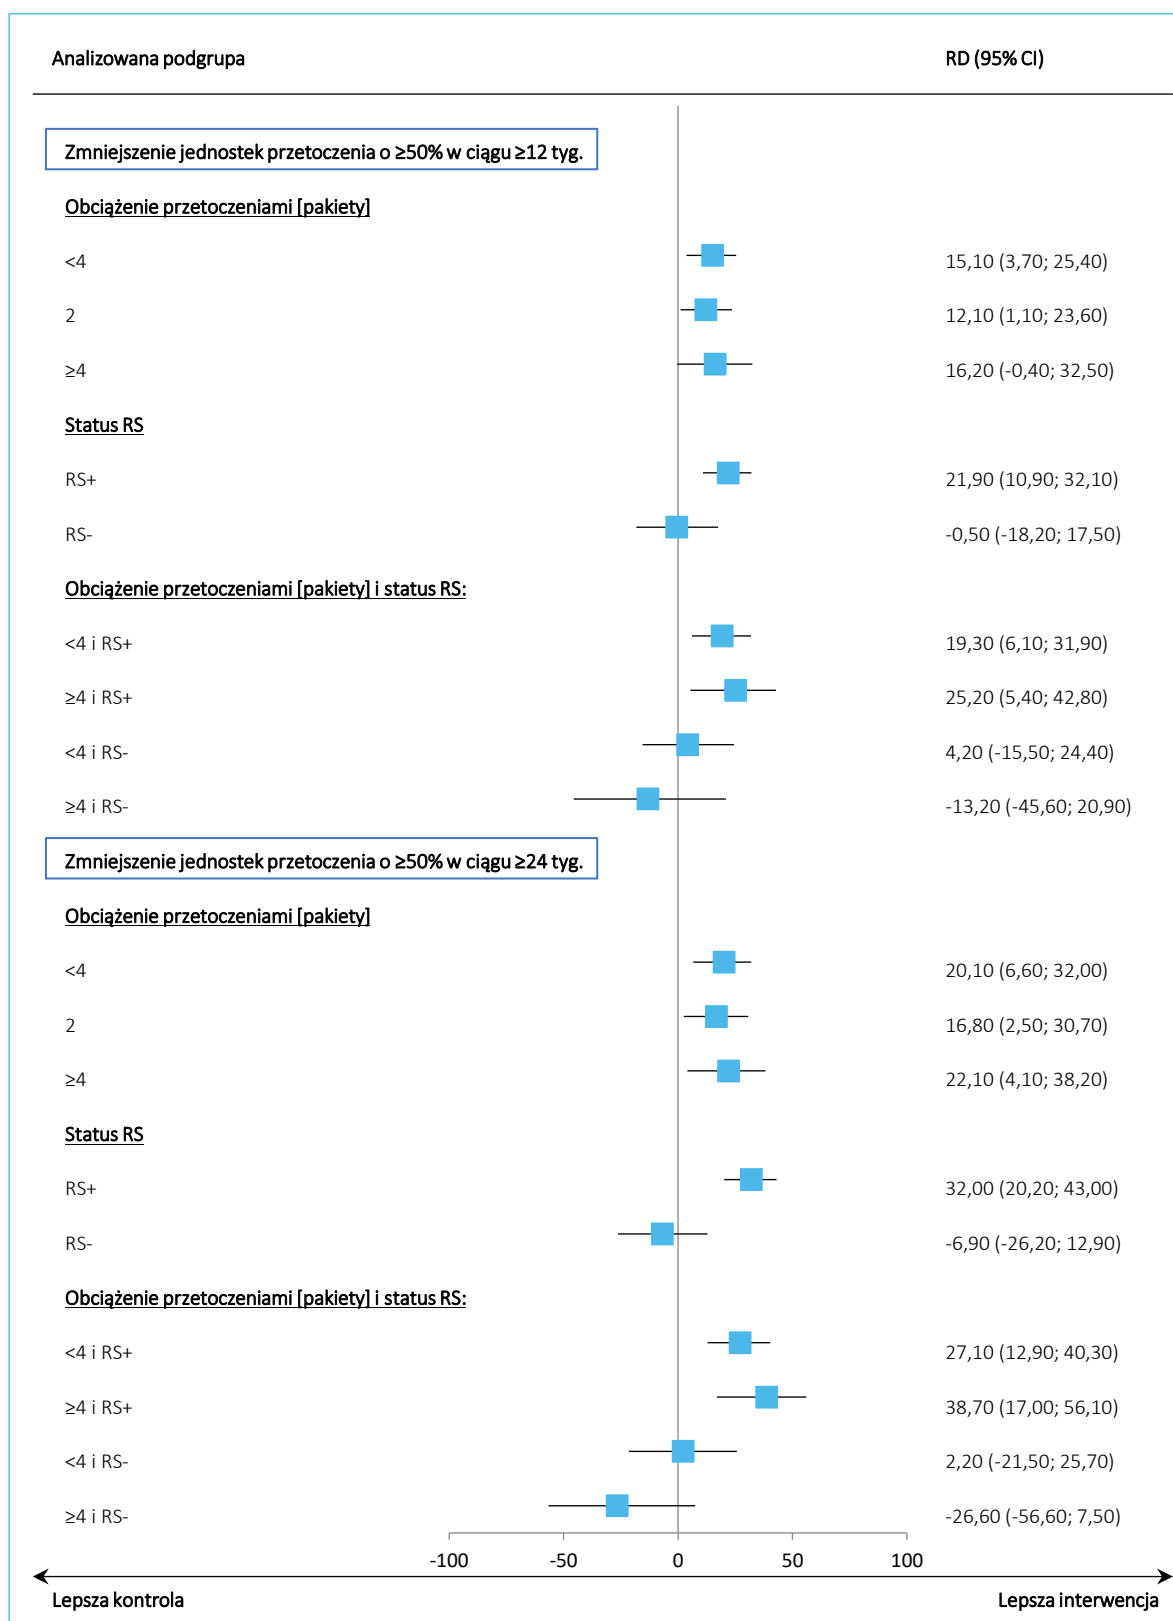 Analizowana podgrupa RD (95% CI)
Zmniejszenie jednostek przetoczenia o ≥50% w ciągu ≥12 tyg.
Obciążenie przetoczeniami [pakiety]
<4 15,10 (3,70; 25,40)
2 12,10 (1,10; 23,60)
≥4 16,20 (-0,40; 32,50)
Status RS
RS+ 21,90 (10,90; 32,10)
RS- -0,50 (-18,20; 17,50)
Obciążenie przetoczeniami [pakiety] i status RS:
<4 i RS+ 19,30 (6,10; 31,90)
≥4 i RS+ 25,20 (5,40; 42,80)
<4 i RS- 4,20 (-15,50; 24,40)
≥4 i RS- -13,20 (-45,60; 20,90)
Zmniejszenie jednostek przetoczenia o ≥50% w ciągu ≥24 tyg.
Obciążenie przetoczeniami [pakiety]
<4 20,10 (6,60; 32,00)
2 16,80 (2,50; 30,70)
≥4 22,10 (4,10; 38,20)
Status RS
RS+ 32,00 (20,20; 43,00)
RS- -6,90 (-26,20; 12,90)
Obciążenie przetoczeniami [pakiety] i status RS:
<4 i RS+ 27,10 (12,90; 40,30)
≥4 i RS+ 38,70 (17,00; 56,10)
<4 i RS- 2,20 (-21,50; 25,70)
≥4 i RS- -26,60 (-56,60; 7,50)
-100 -50 0 50 100
Lepsza kontrola Lepsza interwencja